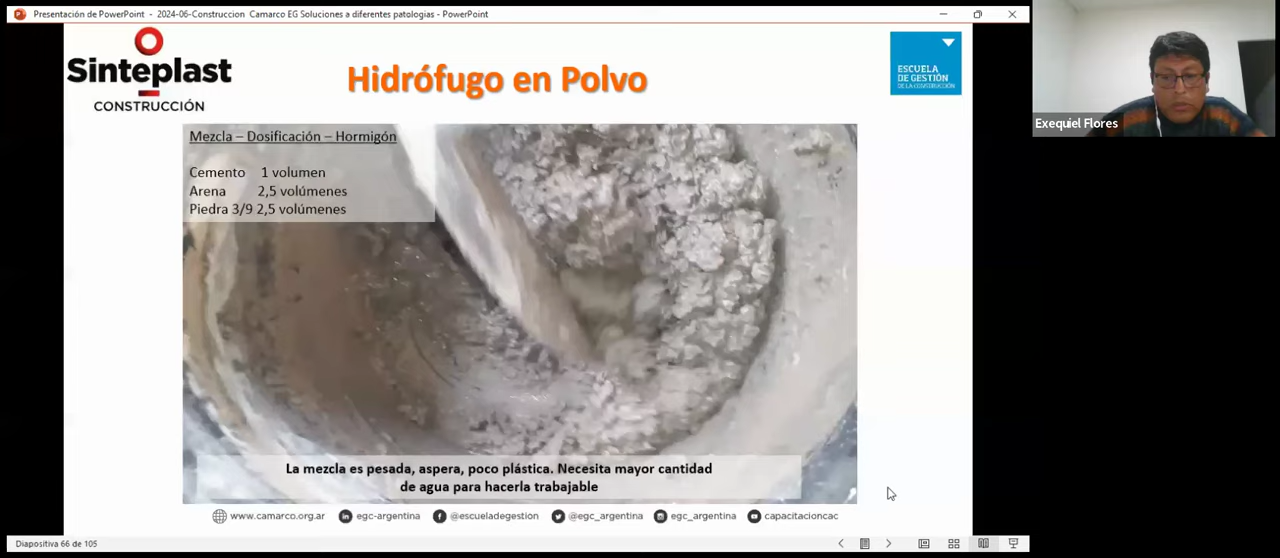 Presentación de PowerPoint - 2024-06-Construccion Camarco EG Soluciones a diferentes patologias - PowerPoint
Sinteplast
CONSTRUCCIÓN
Hidrófugo en Polvo
ESCUELA
DE GESTIÓN
DE LA CONSTRUCCIÓN
Exequiel Flores
Mezcla – Dosificación – Hormigón
Cemento 1 volumen
Arena 2,5 volúmenes
Piedra 3/9 2,5 volúmenes
La mezcla es pesada, aspera, poco plástica. Necesita mayor cantidad
de agua para hacerla trabajable
www.camarco.org.ar egc-argentina @escueladegestion @egc_argentina egc_argentina capacitacioncac
Diapositiva 66 de 105